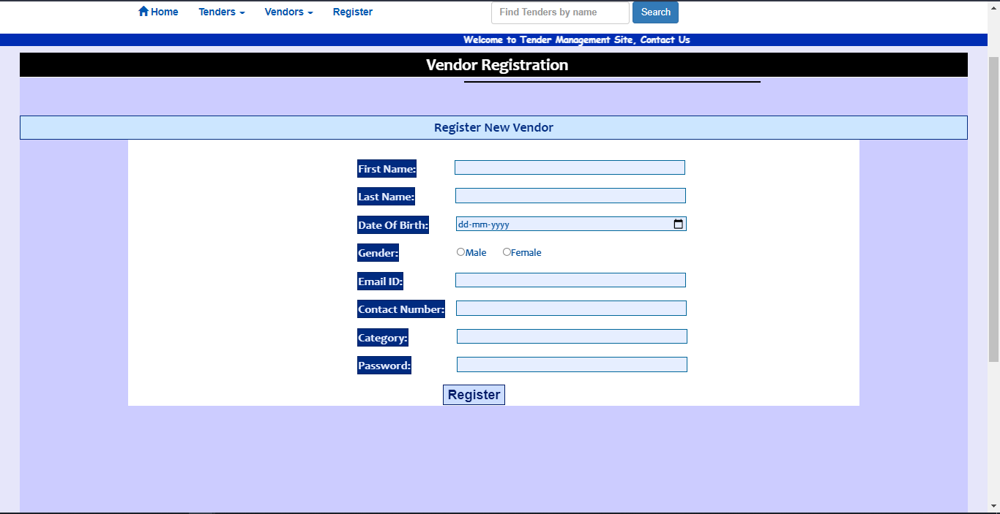 Home Tenders Vendors Register Find Tenders by name Search
Welcome to Tender Management Site, Contact Us
Vendor Registration
Register New Vendor
First Name:
Last Name:
Date Of Birth: dd-mm-yyyy
Gender: Male Female
Email ID:
Contact Number:
Category:
Password:
Register